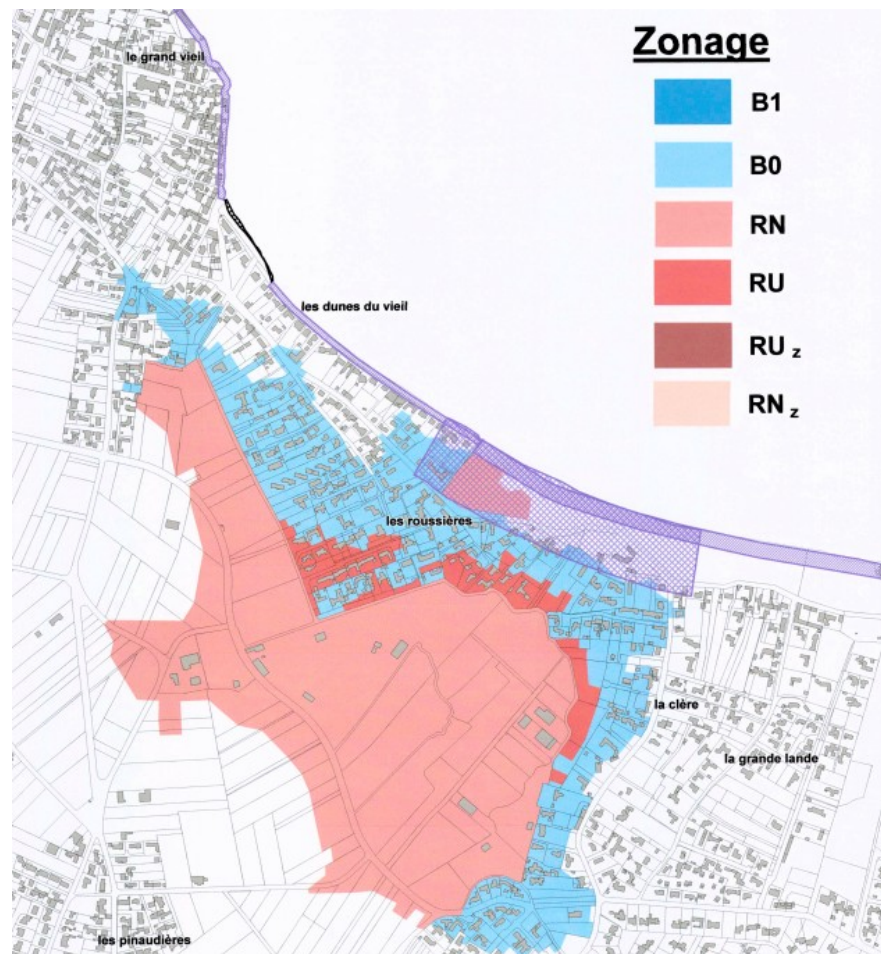 Zonage
B1
B0
RN
RU
RU z
RN z
le grand vieil
les dunes du vieil
les roussières
la clère
la grande lande
les pinaudières